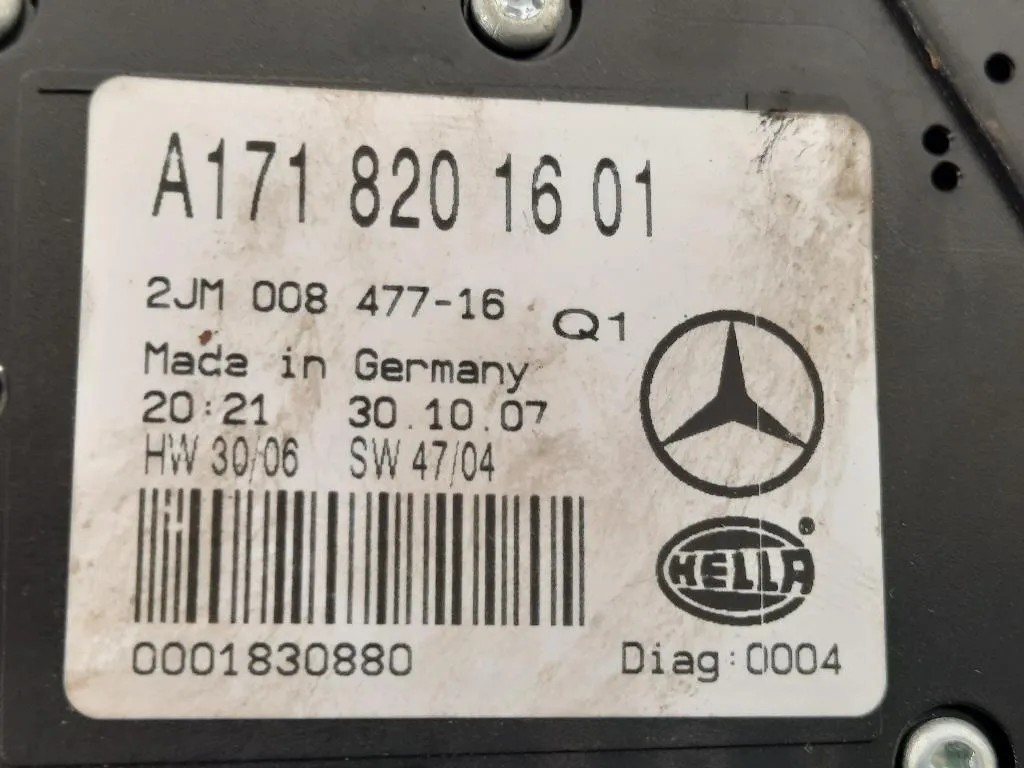 A171 820 16 01
2JM 008 477-16 Q1
Made in Germany
20:21 30.10.07
HW 30/06 SW 47/04
HELLA ®
0001830880 Diag:0004